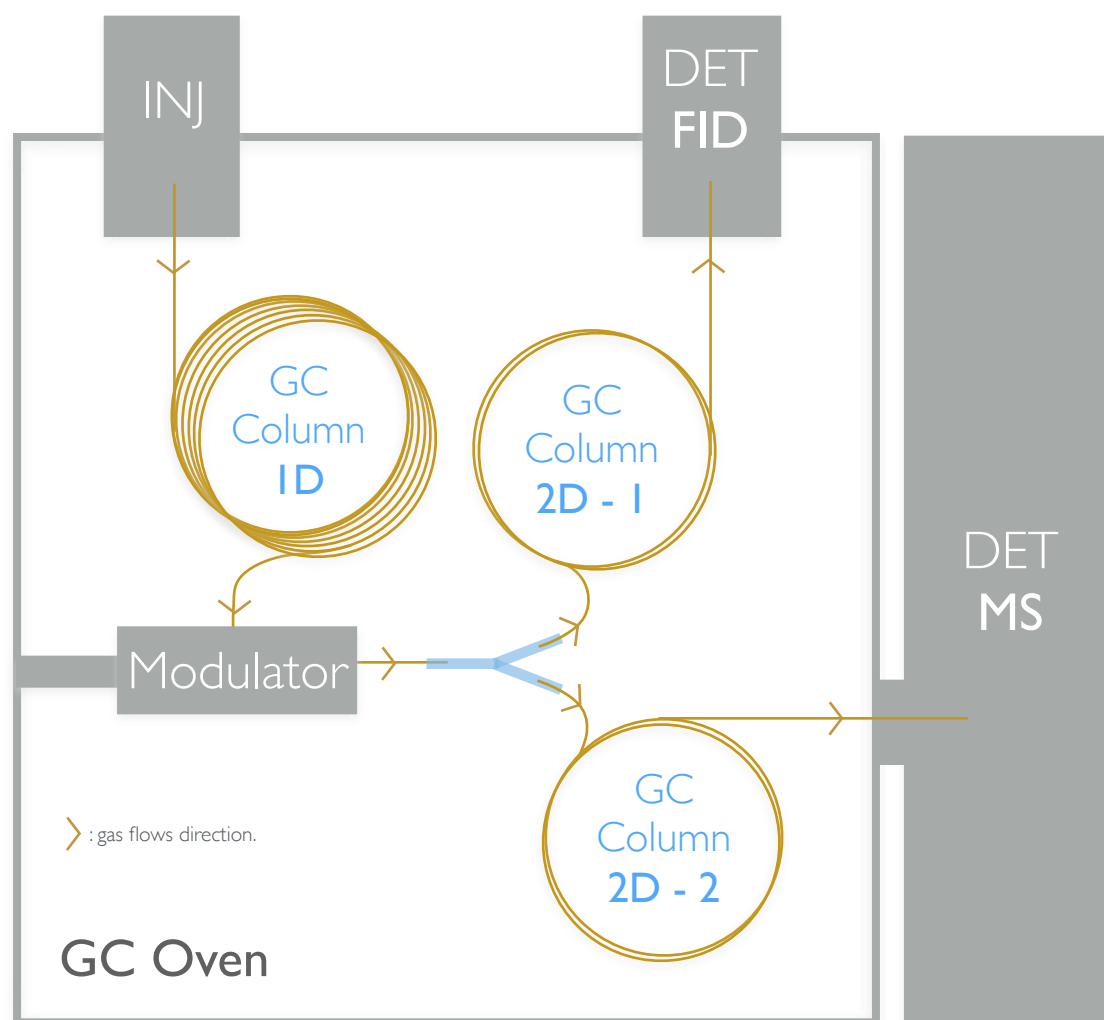 INJ
DET
FID
GC
Column
1D
GC
Column
2D - 1
DET
MS
Modulator
GC
Column
2D - 2
: gas flows direction.
GC Oven